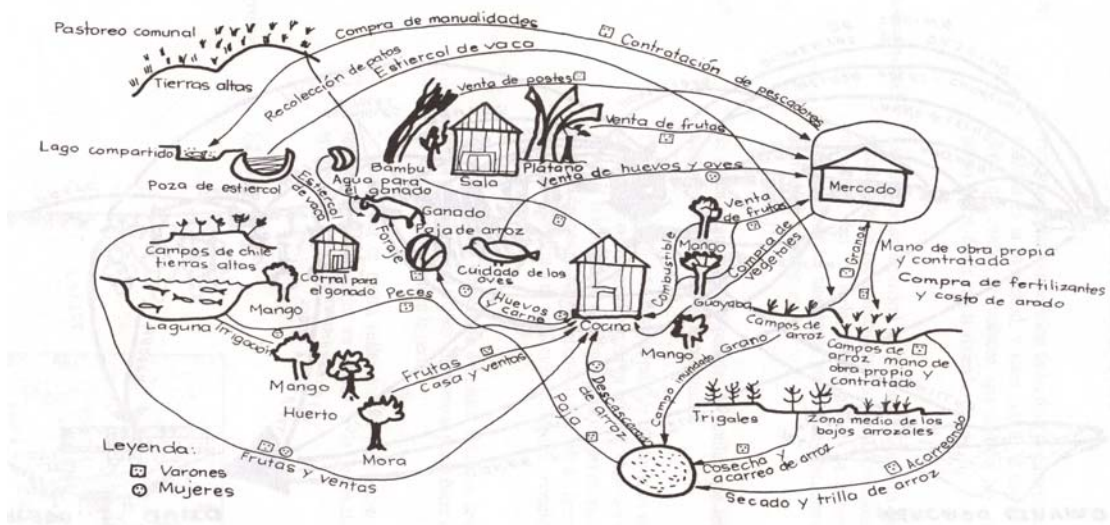 Pastoreo comunal
Tierras altas
Compra de manualidades
Contratación de pescadores
Recolección de patos
Estiercol de vaca
venta de postes
Venta de frutas
Lago compartido
Poza de estiercol
Estiercol de vaca
Agua para ganado
Bambu
Sala
Plátano
venta de huevos y aves
Mercado
Ganado
Forraje
Paja de arroz
Cuidado de los
Campos de chile
tierras altas
Corral para
el ganado
Mango
Laguna
Peces
Irrigación
Huevos
y carne
Cocina
Combustible
Mango
Venta
de frutas
Compra de
vegetales
Guayaba
Mango
Granos
Mano de obra propia
y contratada
Compra de fertilizantes
y costo de arado
Campos de
arroz
Campos de
arroz mano de
obra propio y
contratado
Mango
Huerto
Mora
Frutas
Casa y ventas
Frutas y ventas
Descascarado
de arroz
Paja
Campo inundado
Grano
Trigales
Zona media de los
bajos arrozales
Cosecha y
acarreo de arroz
Acarreando
Secado y trilla de arroz
Leyenda:
Varones
Mujeres